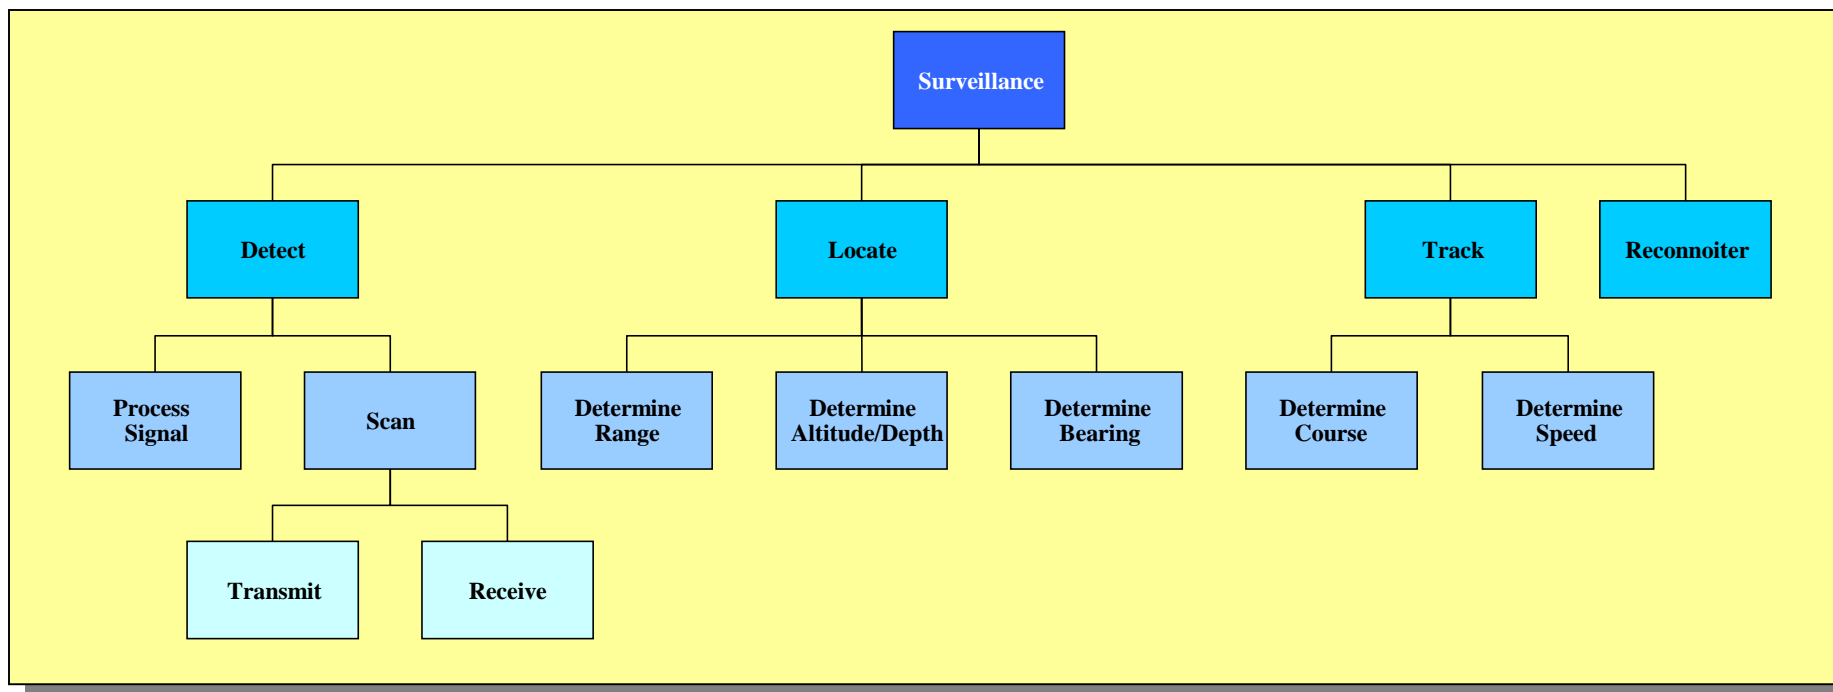 Surveillance
Detect
Locate
Track
Reconnoiter
Process
Signal
Scan
Determine
Range
Determine
Altitude/Depth
Determine
Bearing
Determine
Course
Determine
Speed
Transmit
Receive